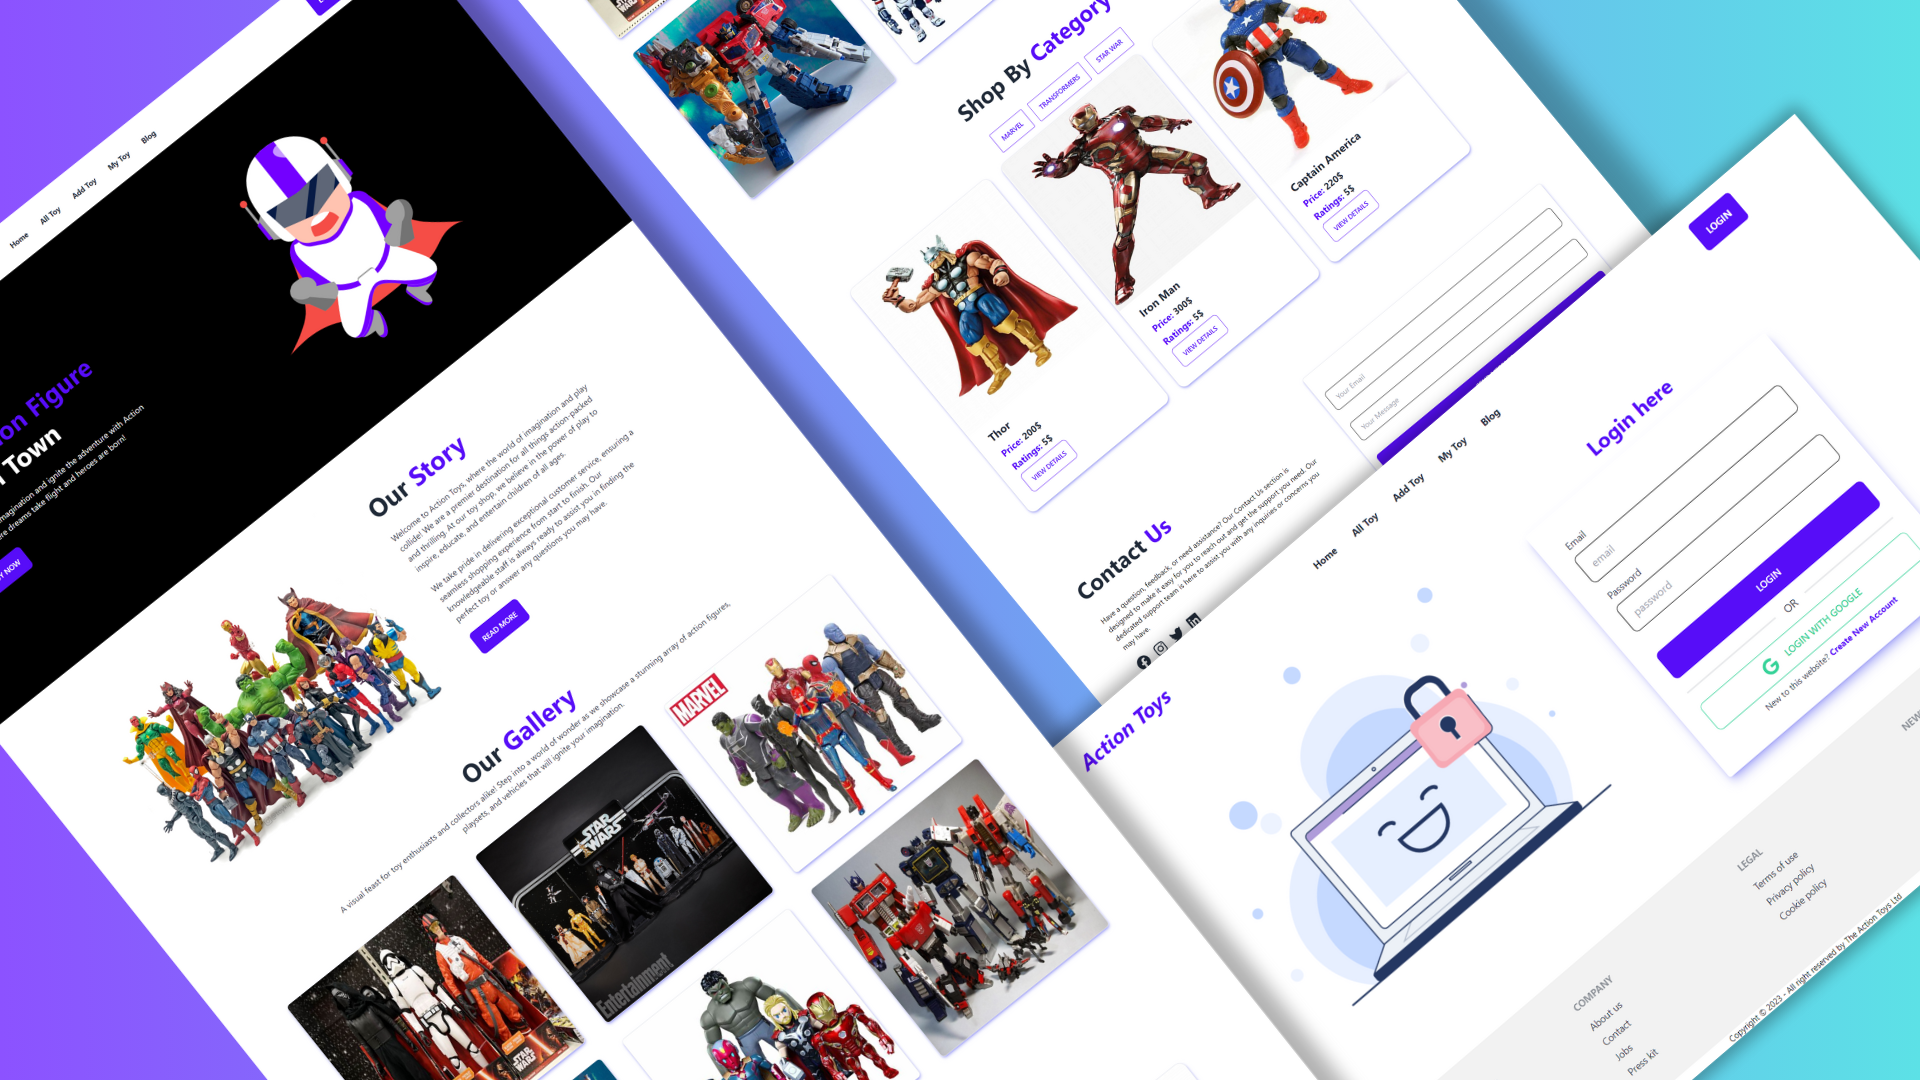 Home
All Toy
Add Toy
My Toy
Blog
on Figure
Town
magination and ignite the adventure with Action
re dreams take flight and heroes are born!
Y NOW
Our Story
Welcome to Action Toys, where the world of imagination and play
collide! We are a premier destination for all things action-packed
and thrilling. At our toy shop, we believe in the power of play to
inspire, educate, and entertain children of all ages.
We take pride in delivering exceptional customer service, ensuring a
seamless shopping experience from start to finish. Our
knowledgeable staff is always ready to assist you in finding the
perfect toy or answer any questions you may have.
READ MORE
Our Gallery
A visual feast for toy enthusiasts and collectors alike! Step into a world of wonder as we showcase a stunning array of action figures,
playsets, and vehicles that will ignite your imagination.
MARVEL
STAR WARS
Entertainment
STAR WARS
Shop By Category
MARVEL
TRANSFORMERS
STAR WAR
Thor
Price: 200$
Ratings: 5$
VIEW DETAILS
Iron Man
Price: 300$
Ratings: 5$
VIEW DETAILS
Captain America
Price: 220$
Ratings: 5$
VIEW DETAILS
Contact Us
Have a question, feedback, or need assistance? Our Contact Us section is
designed to make it easy for you to reach out and get the support you need. Our
dedicated support team is here to assist you with any inquiries or concerns you
may have.
Your Email
Your Message
Action Toys
Home
All Toy
Add Toy
My Toy
Blog
LOGIN
Login here
Email
email
Password
password
LOGIN
OR
LOGIN WITH GOOGLE
New to this website? Create New Account
COMPANY
About us
Contact
Jobs
Press kit
LEGAL
Terms of use
Privacy policy
Cookie policy
NEW
Copyright © 2023 - All right reserved by The Action Toys Ltd